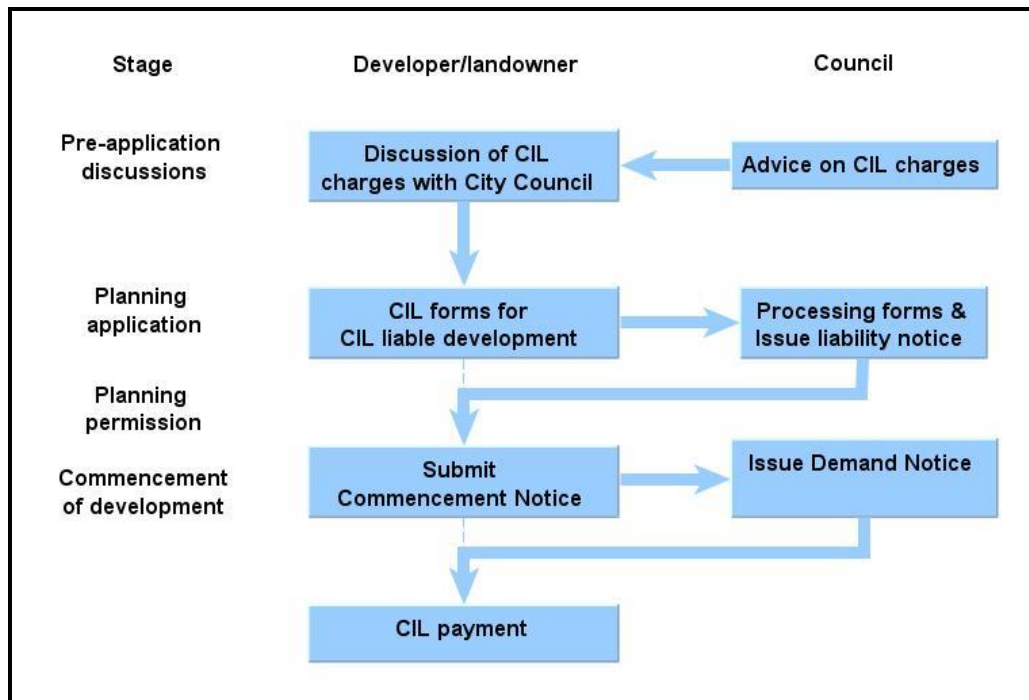 Stage
Developer/landowner
Council
Pre-application
discussions
Discussion of CIL
charges with City Council
Advice on CIL charges
Planning
application
CIL forms for
CIL liable development
Processing forms &
Issue liability notice
Planning
permission
Commencement
of development
Submit
Commencement Notice
Issue Demand Notice
CIL payment